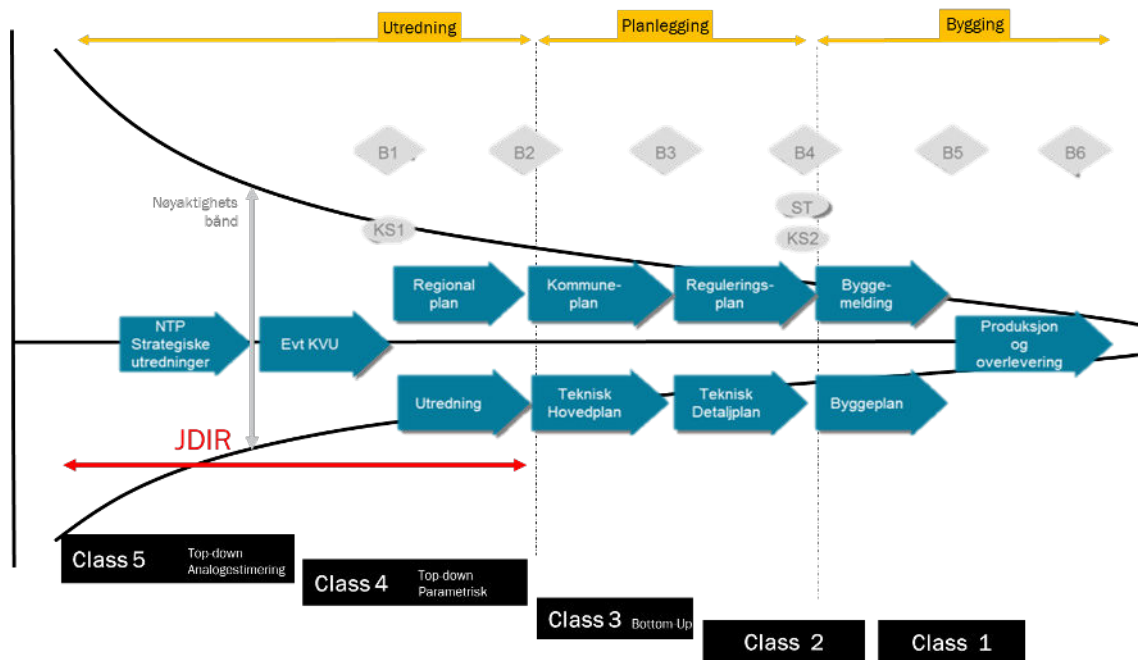 Utredning
Planlegging
Bygging
B1
B2
B3
B4
B5
B6
Nøyaktighets
bånd
KS1
ST
KS2
Regional
plan
Kommune-
plan
Regulerings-
plan
Bygge-
melding
NTP
Strategiske
utredninger
Evt KVU
Produksjon
og
overlevering
Utredning
Teknisk
Hovedplan
Teknisk
Detaljplan
Byggeplan
JDIR
Class 5
Top-down
Analogestimering
Class 4
Top-down
Parametrisk
Class 3 Bottom-Up
Class 2
Class 1